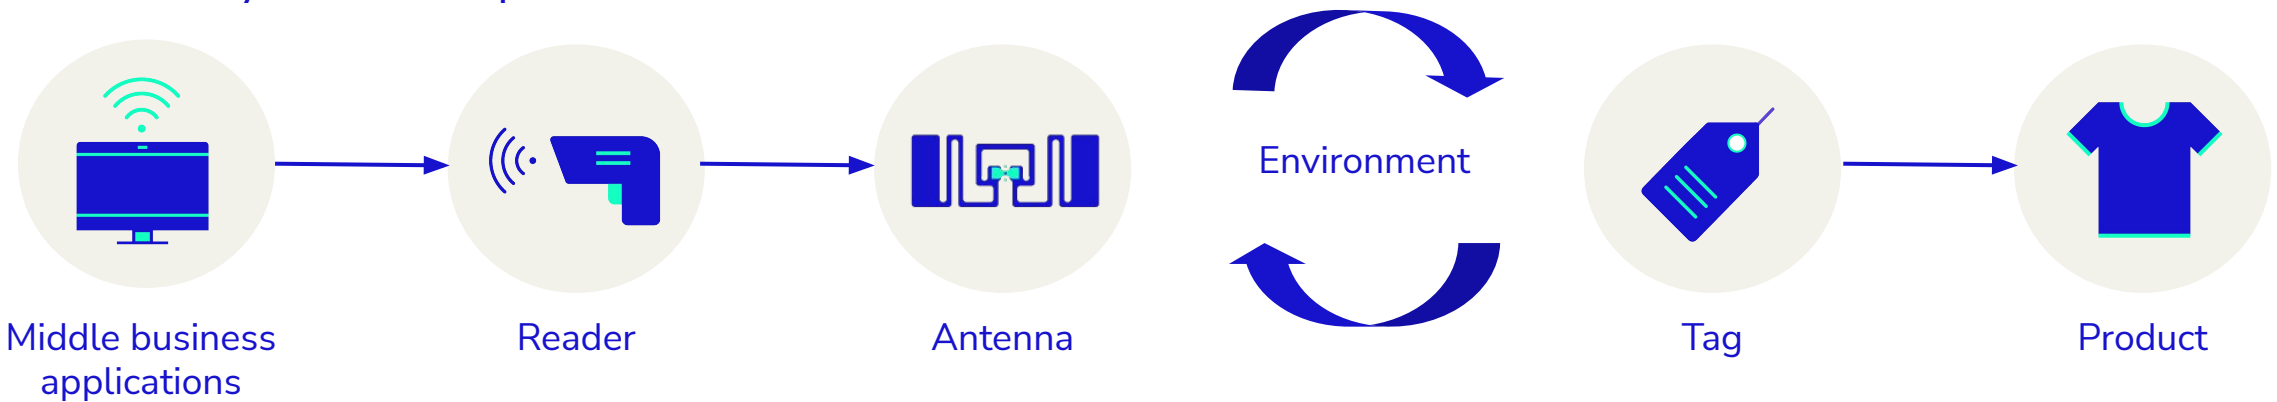 Environment
Middle business
applications
Reader
Antenna
Tag
Product